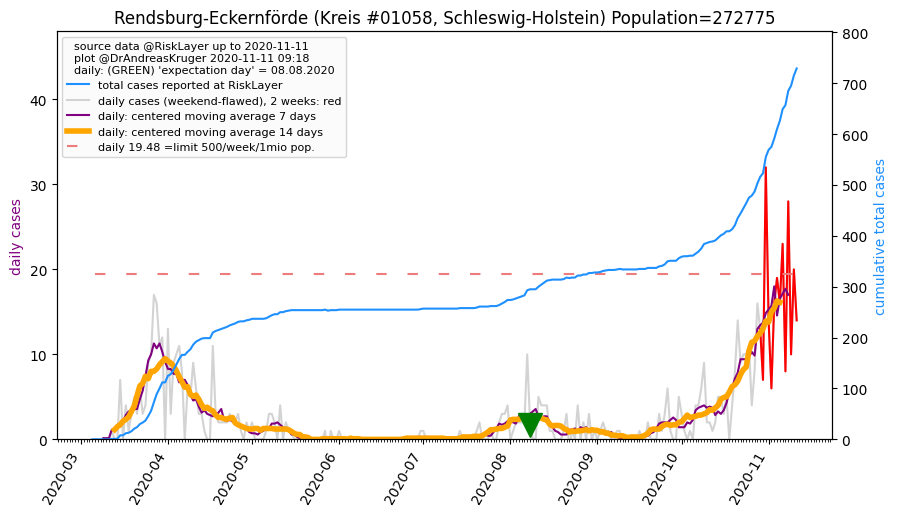 Rendsburg-Eckernförde (Kreis #01058, Schleswig-Holstein) Population=272775
source data @RiskLayer up to 2020-11-11
plot @DrAndreasKruger 2020-11-11 09:18
daily: (GREEN) 'expectation day' = 08.08.2020
total cases reported at RiskLayer
daily cases (weekend-flawed), 2 weeks: red
daily: centered moving average 7 days
daily: centered moving average 14 days
daily 19.48 =limit 500/week/1mio pop.
daily cases
40
30
20
10
0
cumulative total cases
800
700
600
500
400
300
200
100
0
2020-03
2020-04
2020-05
2020-06
2020-07
2020-08
2020-09
2020-10
2020-11